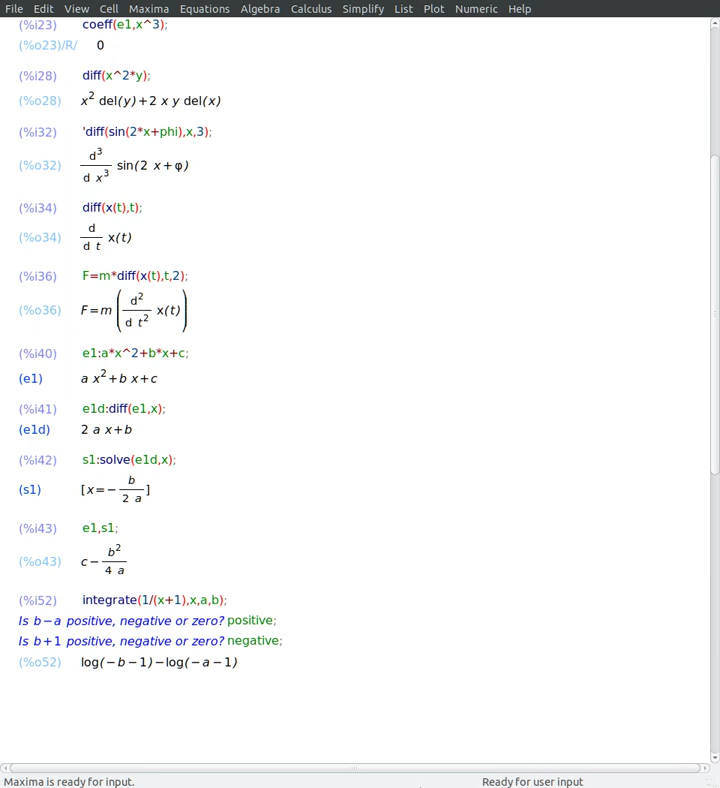 File Edit View Cell Maxima Equations Algebra Calculus Simplify List Plot Numeric Help
(%i23) coeff(e1,x^3);
(%o23)/R/ 0
(%i28) diff(x^2*y);
(%o28) x² del(y)+2 x y del(x)
(%i32) 'diff(sin(2*x+phi),x,3);
(%o32) d³/d x³ sin(2 x+φ)
(%i34) diff(x(t),t);
(%o34) d/d t x(t)
(%i36) F=m*diff(x(t),t,2);
(%o36) F=m (d²/d t² x(t))
(%i40) e1:a*x^2+b*x+c;
(e1) a x²+b x+c
(%i41) e1d:diff(e1,x);
(e1d) 2 a x+b
(%i42) s1:solve(e1d,x);
(s1) [x=−b/2 a]
(%i43) e1,s1;
(%o43) c−b²/4 a
(%i52) integrate(1/(x+1),x,a,b);
Is b−a positive, negative or zero? positive;
Is b+1 positive, negative or zero? negative;
(%o52) log(−b−1)−log(−a−1)
Maxima is ready for input. Ready for user input